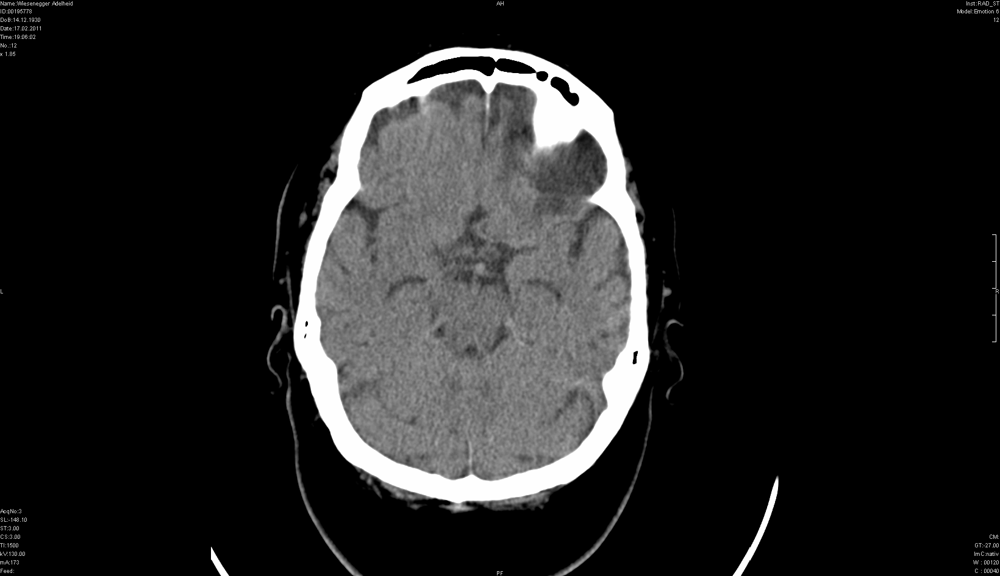 Name:Wiesenegger Adelheid
ID:00195778
DoB:14.12.1930
Date:17.02.2011
Time:19:06:02
No.:12
x 1.85
AH
Inst:RAD_ST
Model:Emotion 6
12
L
R
AcqNo:3
SL:-148.10
ST:3.00
CS:3.00
TI:1500
kV:130.00
mA:173
Feed:
PF
CM:
GT:-27.00
ImC:nativ
W : 00120
C : 00040